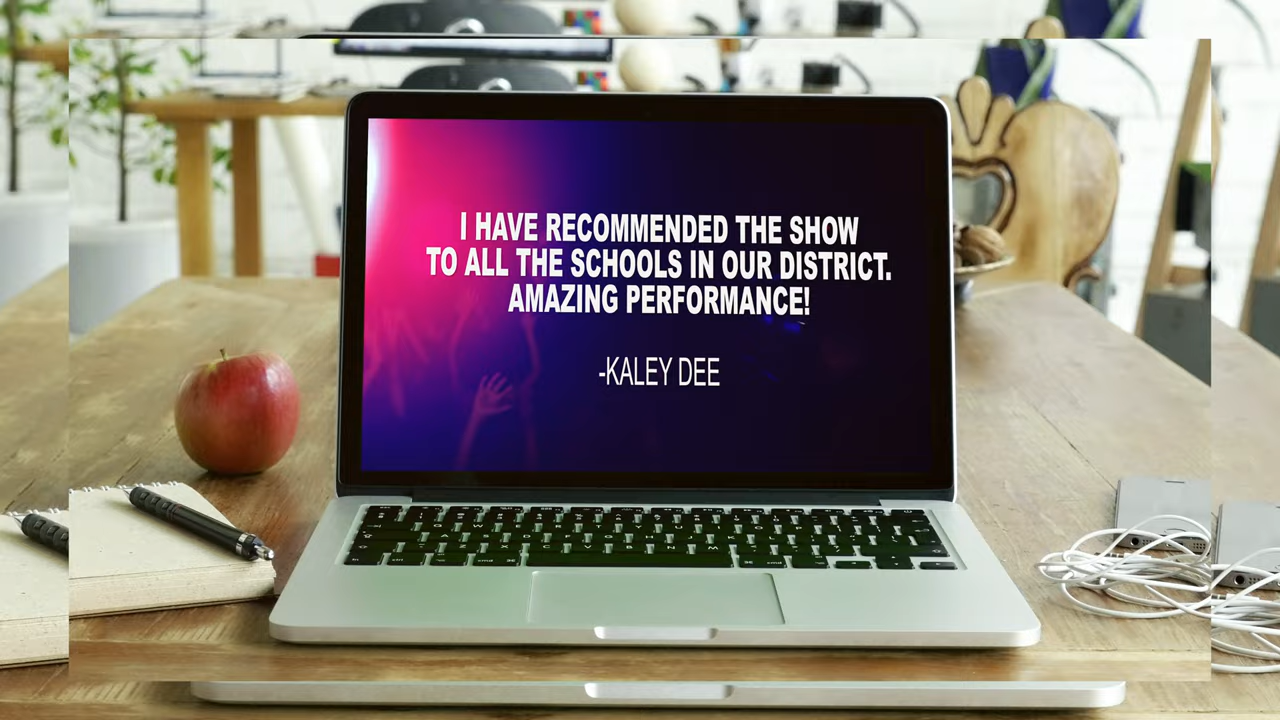 I HAVE RECOMMENDED THE SHOW
TO ALL THE SCHOOLS IN OUR DISTRICT.
AMAZING PERFORMANCE!
-KALEY DEE